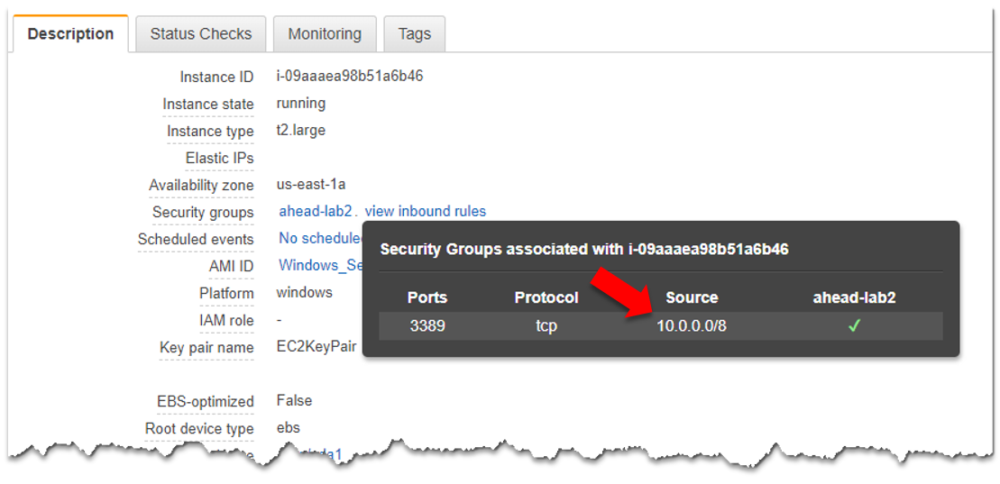 Description Status Checks Monitoring Tags
Instance ID i-09aaaea98b51a6b46
Instance state running
Instance type t2.large
Elastic IPs
Availability zone us-east-1a
Security groups ahead-lab2. view inbound rules
Scheduled events No schedule
AMI ID Windows_Se
Platform windows
IAM role -
Key pair name EC2KeyPair
Security Groups associated with i-09aaaea98b51a6b46
Ports Protocol Source ahead-lab2
3389 tcp 10.0.0.0/8 ✓
EBS-optimized False
Root device type ebs